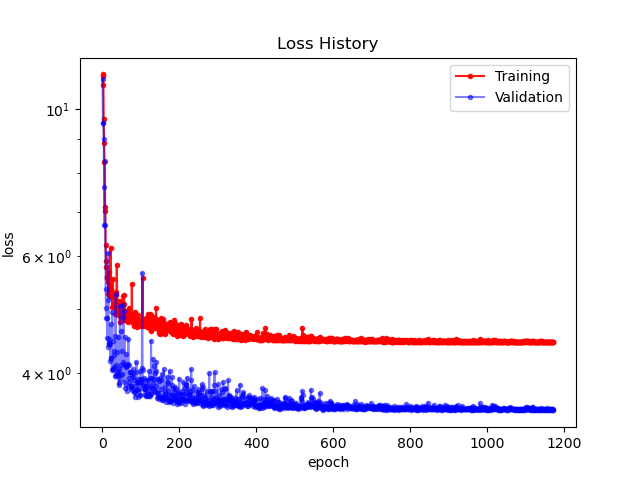 Loss History
Training
Validation
10¹
6 × 10⁰
4 × 10⁰
loss
0 200 400 600 800 1000 1200
epoch